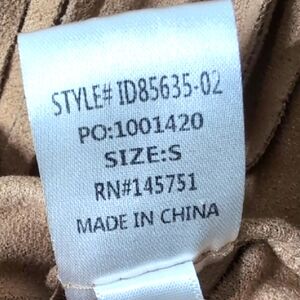 STYLE# ID85635-02
PO:1001420
SIZE:S
RN#145751
MADE IN CHINA